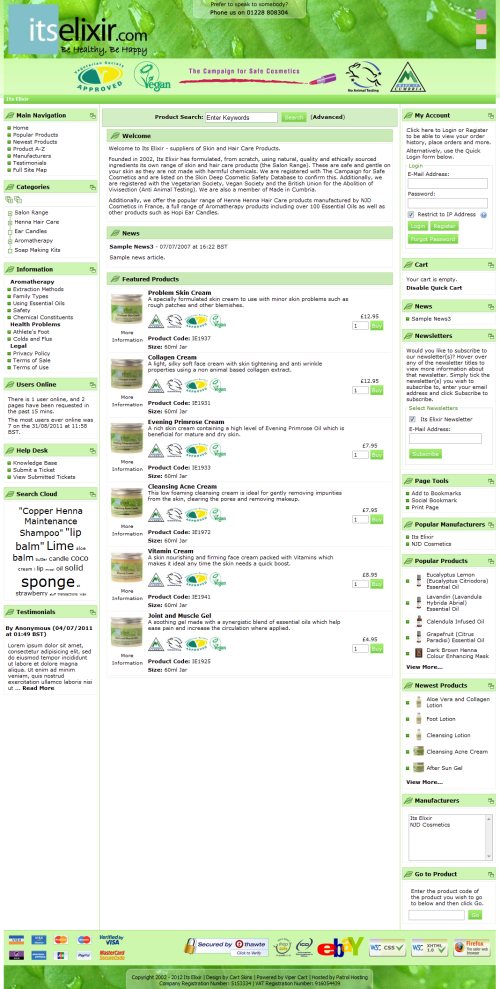 Prefer to speak to somebody?
Phone us on 01228 808304
itselixir.com
Be Healthy, Be Happy
Vegetarian Society
APPROVED
Vegan
The Campaign for Safe Cosmetics
No Animal Testing
MADE IN CUMBRIA
Its Elixir
Main Navigation
Home
Popular Products
Newest Products
Product A-Z
Manufacturers
Testimonials
Full Site Map
Categories
Salon Range
Henna Hair Care
Ear Candles
Aromatherapy
Soap Making Kits
Information
Aromatherapy
Extraction Methods
Family Types
Using Essential Oils
Safety
Chemical Constituents
Health Problems
Athlete's Foot
Colds and Flus
Legal
Privacy Policy
Terms of Sale
Terms of Use
Users Online
There is 1 user online, and 2
pages have been requested in
the past 15 mins.
The most users ever online was
7 on the 31/08/2011 at 11:58
BST.
Help Desk
Knowledge Base
Submit a Ticket
View Submitted Tickets
Search Cloud
"Copper Henna
Maintenance
Shampoo" "lip
balm" Lime aloe
balm butter candle coco
cream i lip oil solid
sponge
strawberry
Testimonials
By Anonymous (04/07/2011
at 01:49 BST)
Lorem ipsum dolor sit amet,
consectetur adipisicing elit, sed
do eiusmod tempor incididunt
ut labore et dolore magna
aliqua. Ut enim ad minim
veniam, quis nostrud
exercitation ullamco laboris nisi
ut ... Read More
Product Search: Enter Keywords Search (Advanced)
Welcome
Welcome to Its Elixir - suppliers of Skin and Hair Care Products.
Founded in 2002, Its Elixir has formulated, from scratch, using natural, quality and ethically sourced
ingredients its own range of skin and hair care products (the Salon Range). These are safe and gentle on
your skin as they are not made with harmful chemicals. We are registered with The Campaign for Safe
Cosmetics and are listed on the Skin Deep Cosmetic Safety Database to confirm this. Additionally, we
are registered with the Vegetarian Society, Vegan Society and the British Union for the Abolition of
Vivisection (Anti Animal Testing). We are also a member of Made in Cumbria.
Additionally, we offer the popular range of Henne Henna Hair Care products manufactured by NJD
Cosmetics in France, a full range of Aromatherapy products including over 100 Essential Oils as well as
other products such as Hopi Ear Candles.
News
Sample News3 - 07/07/2007 at 16:22 BST
Sample news article.
Featured Products
Problem Skin Cream
A specially formulated skin cream to use with minor skin problems such as
rough patches and other blemishes.
£12.95
1 Buy
More
Information
Product Code: IE1937
Size: 60ml Jar
Collagen Cream
A light, silky soft face cream with skin tightening and anti wrinkle
properties using a non animal based collagen extract.
£12.95
1 Buy
More
Information
Product Code: IE1931
Size: 60ml Jar
Evening Primrose Cream
A rich skin cream containing a high level of Evening Primrose Oil which is
beneficial for mature and dry skin.
£7.95
1 Buy
More
Information
Product Code: IE1933
Size: 60ml Jar
Cleansing Acne Cream
This low foaming cleansing cream is ideal for gently removing impurities
from the skin, clearing the pores and removing makeup.
£7.95
1 Buy
More
Information
Product Code: IE1972
Size: 60ml Jar
Vitamin Cream
A skin nourishing and firming face cream packed with Vitamins which
makes it ideal any time the skin needs a quick boost.
£8.95
1 Buy
More
Information
Product Code: IE1941
Size: 60ml Jar
Joint and Muscle Gel
A soothing gel made with a synergistic blend of essential oils which help
ease pain and increase the circulation where applied.
£4.95
1 Buy
More
Information
Product Code: IE1925
Size: 60ml Jar
My Account
Click here to Login or Register
to be able to view your order
history, place orders and more.
Alternatively, use the Quick
Login form below.
Login
E-Mail Address:
Password:
Restrict to IP Address
Login Register
Forgot Password
Cart
Your cart is empty.
Disable Quick Cart
News
Sample News3
Newsletters
Would you like to subscribe to
our newsletter(s)? Hover over
any of the newsletter titles to
view more information about
that newsletter. Simply tick the
newsletter(s) you wish to
subscribe to, enter your email
address and click Subscribe to
subscribe.
Select Newsletters
Its Elixir Newsletter
E-Mail Address:
Subscribe
Page Tools
Add to Bookmarks
Social Bookmark
Print Page
Popular Manufacturers
Its Elixir
NJD Cosmetics
Popular Products
Eucalyptus Lemon
(Eucalyptus Citriodora)
Essential Oil
Lavandin (Lavandula
Hybrida Abrial)
Essential Oil
Calendula Infused Oil
Grapefruit (Citrus
Paradisi) Essential Oil
Dark Brown Henna
Colour Enhancing Mask
View More...
Newest Products
Aloe Vera and Collagen
Lotion
Foot Lotion
Cleansing Lotion
Cleansing Acne Cream
After Sun Gel
View More...
Manufacturers
Its Elixir
NJD Cosmetics
Go to Product
Enter the product code of
the product you wish to go
to below and then click Go.
Go
Verified by
VISA
MasterCard
SecureCode
PayPal
Secured by thawte
Click to Verify
ebY
W3C CSS
W3C XHTML 1.0
Firefox
Copyright 2002 - 2012 Its Elixir | Design by Cart Skins | Powered by Viper Cart | Hosted by Patrol Hosting
Company Registration Number: 5153334 | VAT Registration Number: 916054409